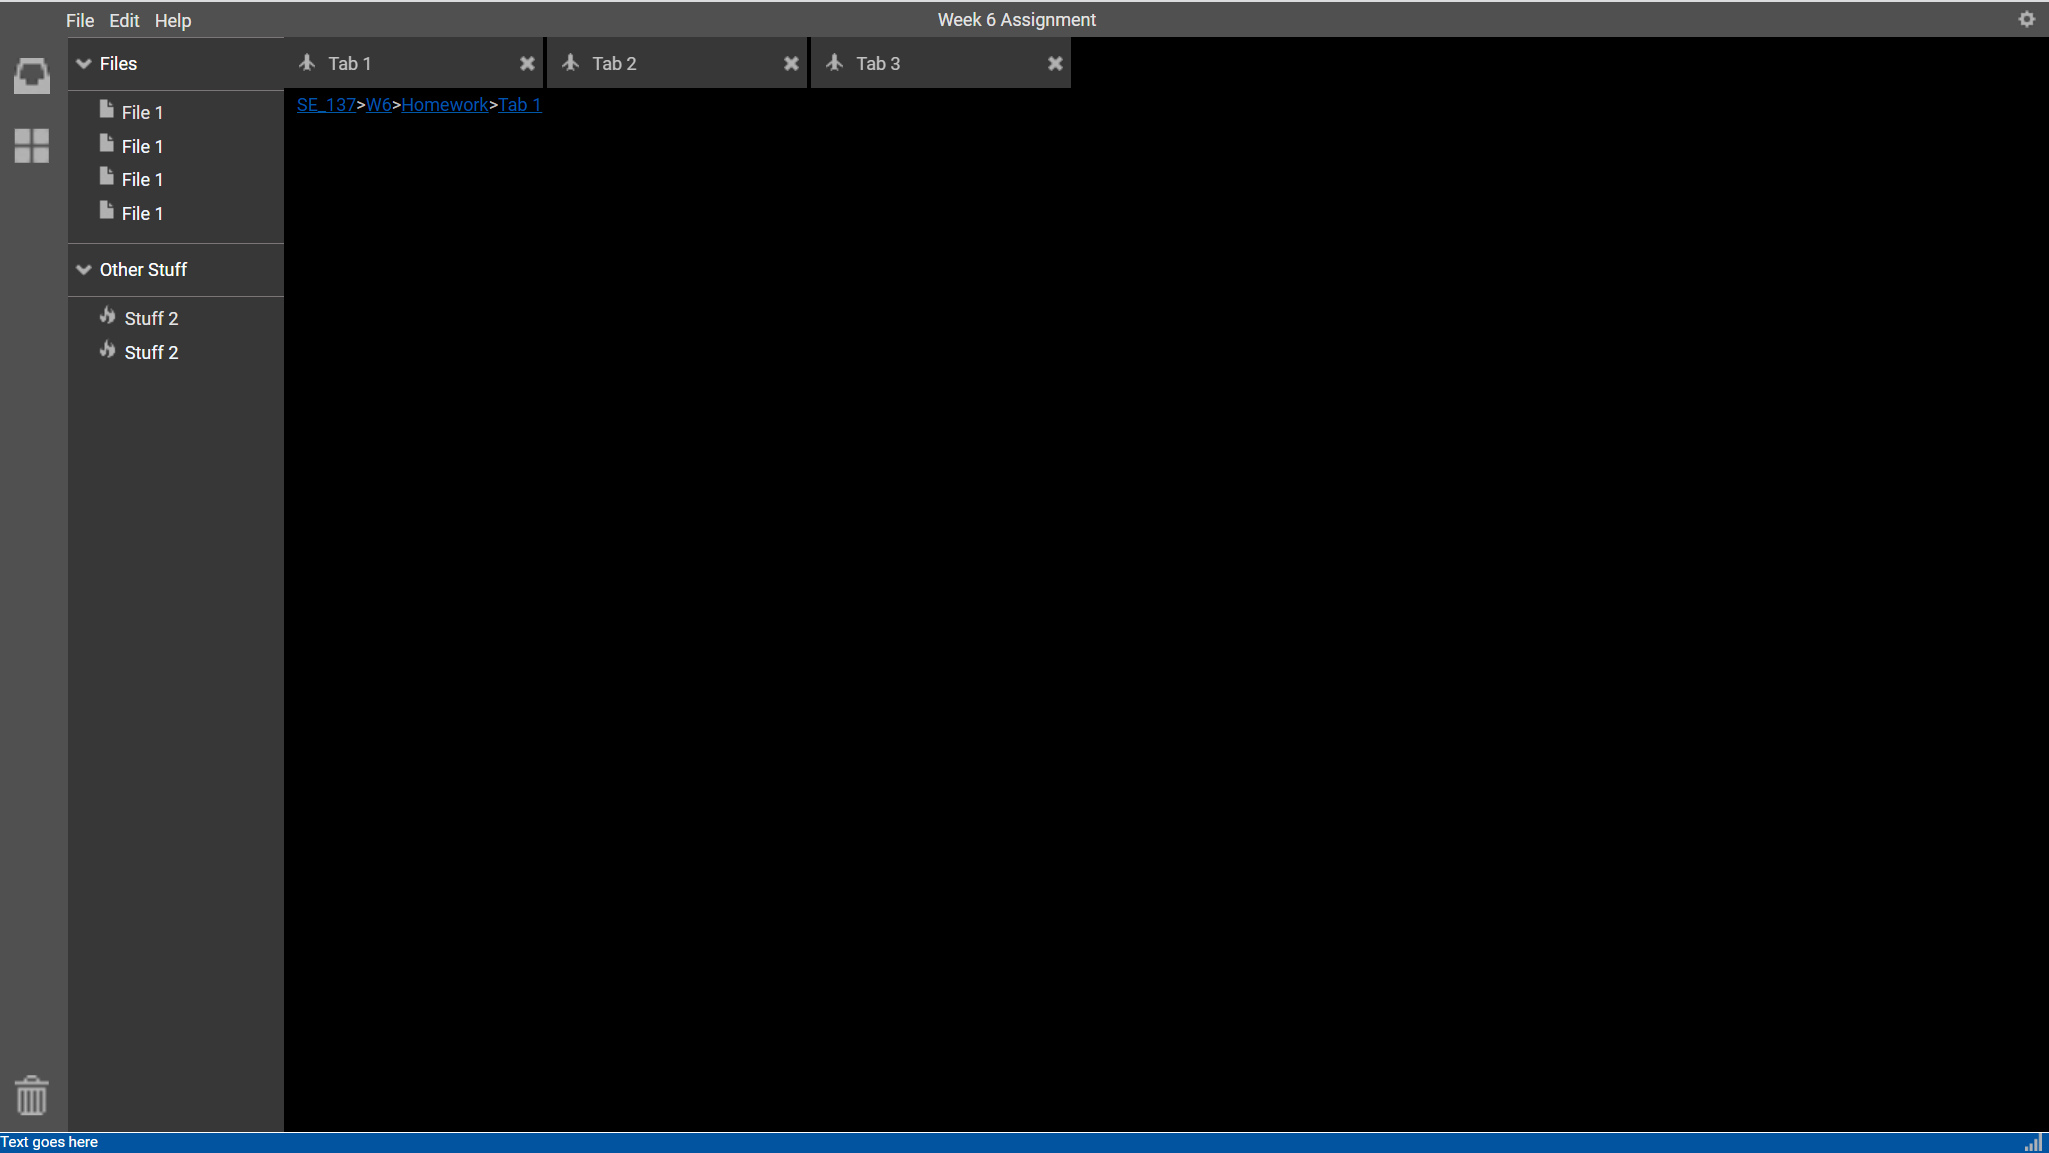 File Edit Help
Week 6 Assignment
Files
File 1
File 1
File 1
File 1
Other Stuff
Stuff 2
Stuff 2
Tab 1
Tab 2
Tab 3
SE_137>W6>Homework>Tab 1
Text goes here